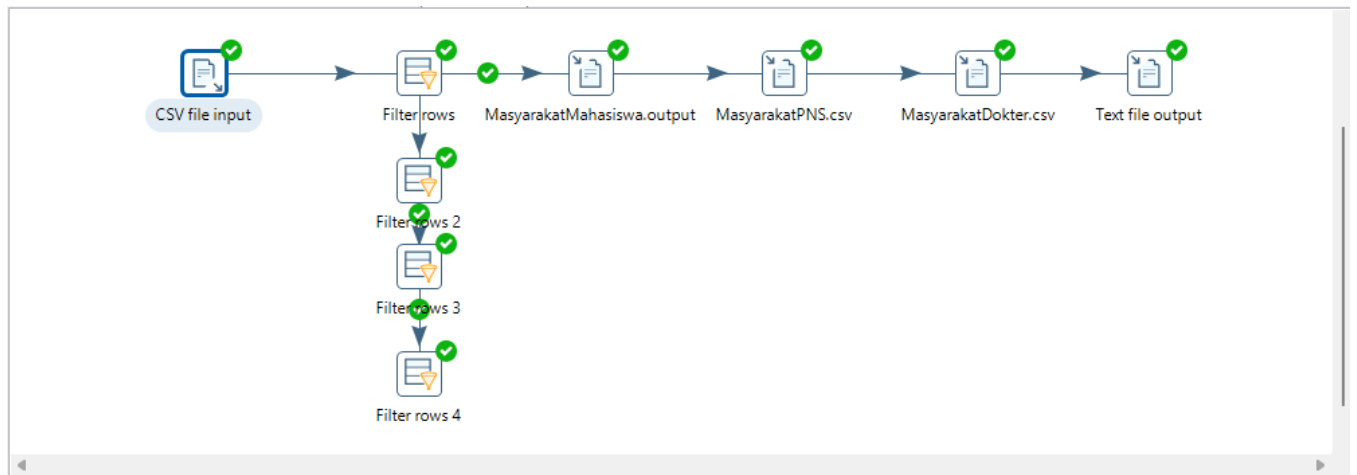 CSV file input
Filter rows
MasyarakatMahasiswa.output
MasyarakatPNS.csv
MasyarakatDokter.csv
Text file output
Filter rows 2
Filter rows 3
Filter rows 4